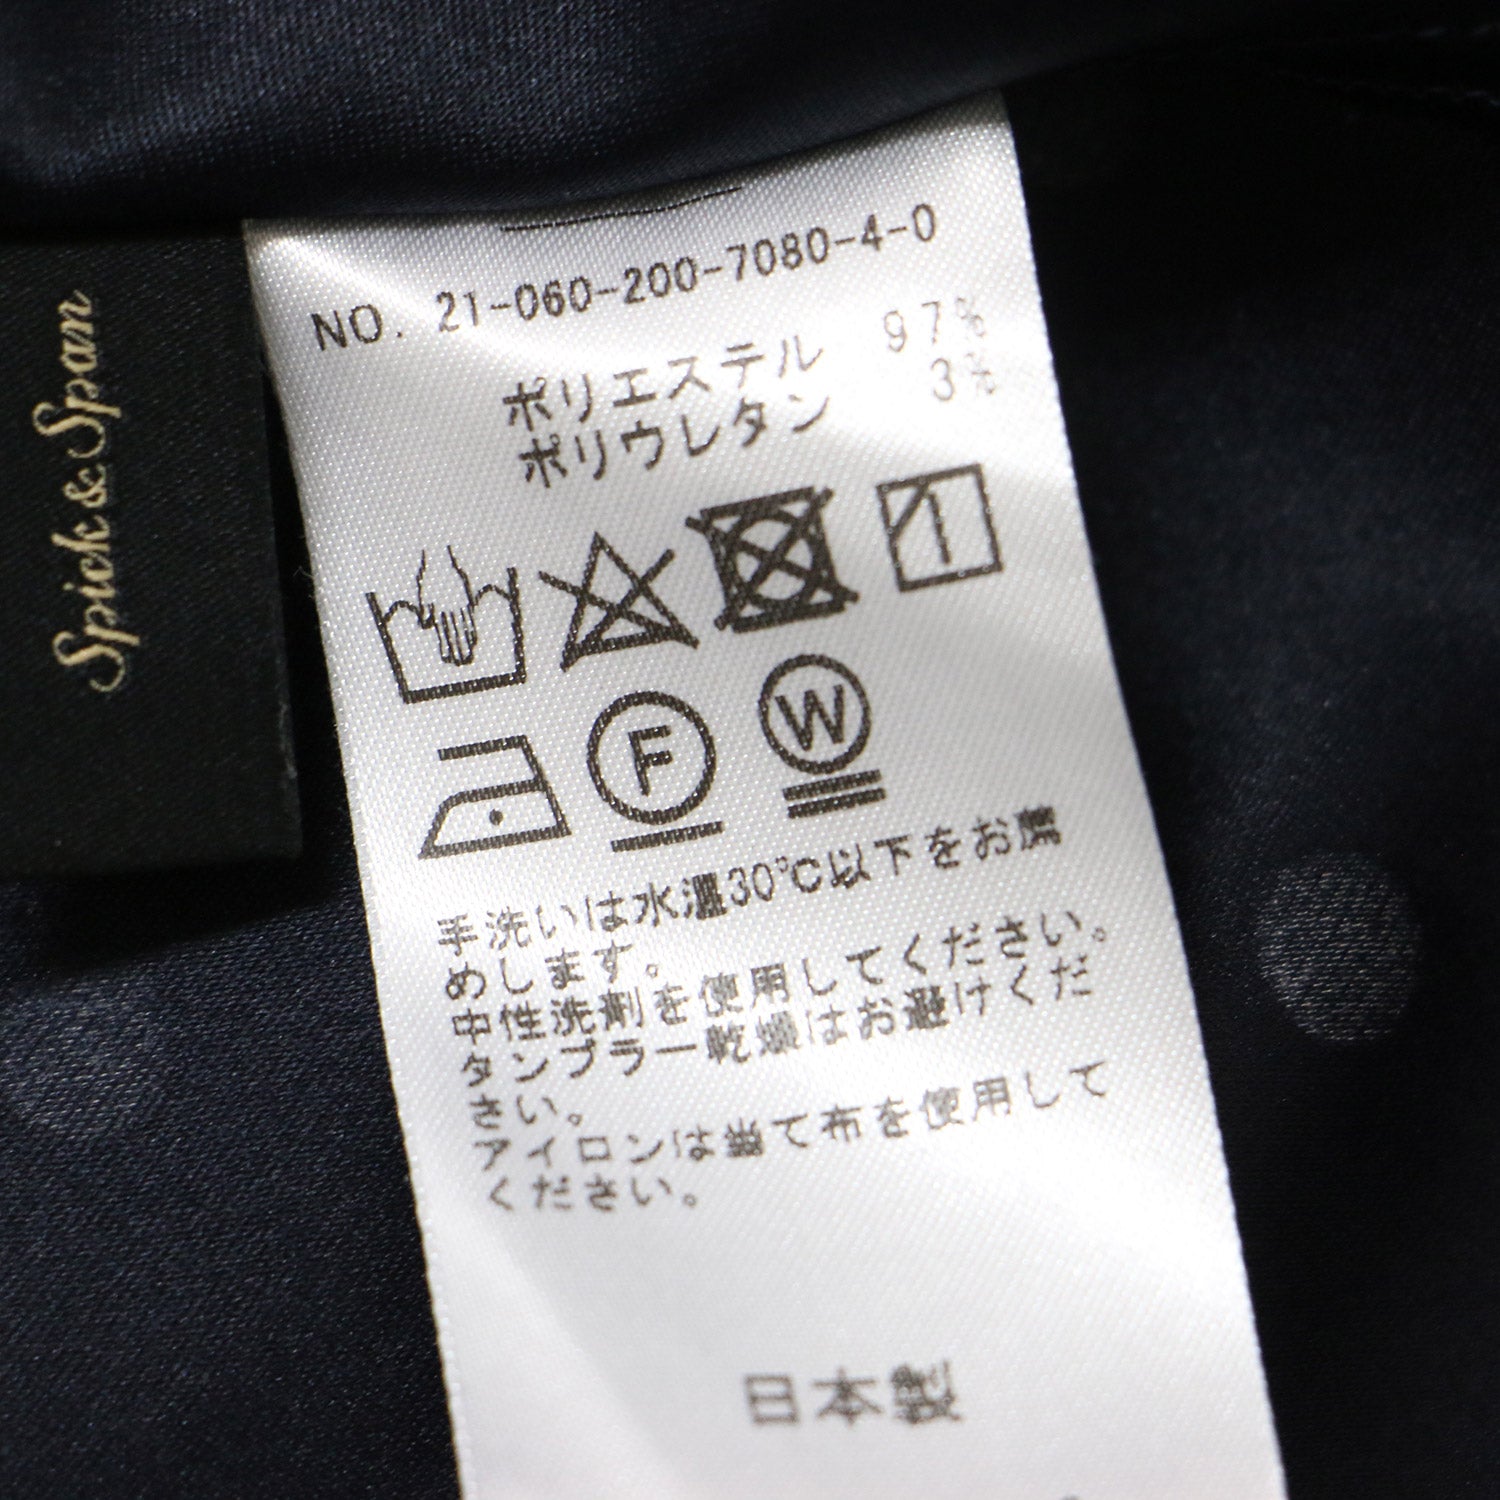 Spick & Span
NO. 21-060-200-7080-4-0
ポリエステル 97%
ポリウレタン 3%
F
W
手洗いは水温30℃以下をお薦
めします。
中性洗剤を使用してください。
タンブラー乾燥はお避けくだ
さい。
アイロンは当て布を使用して
ください。
日本製